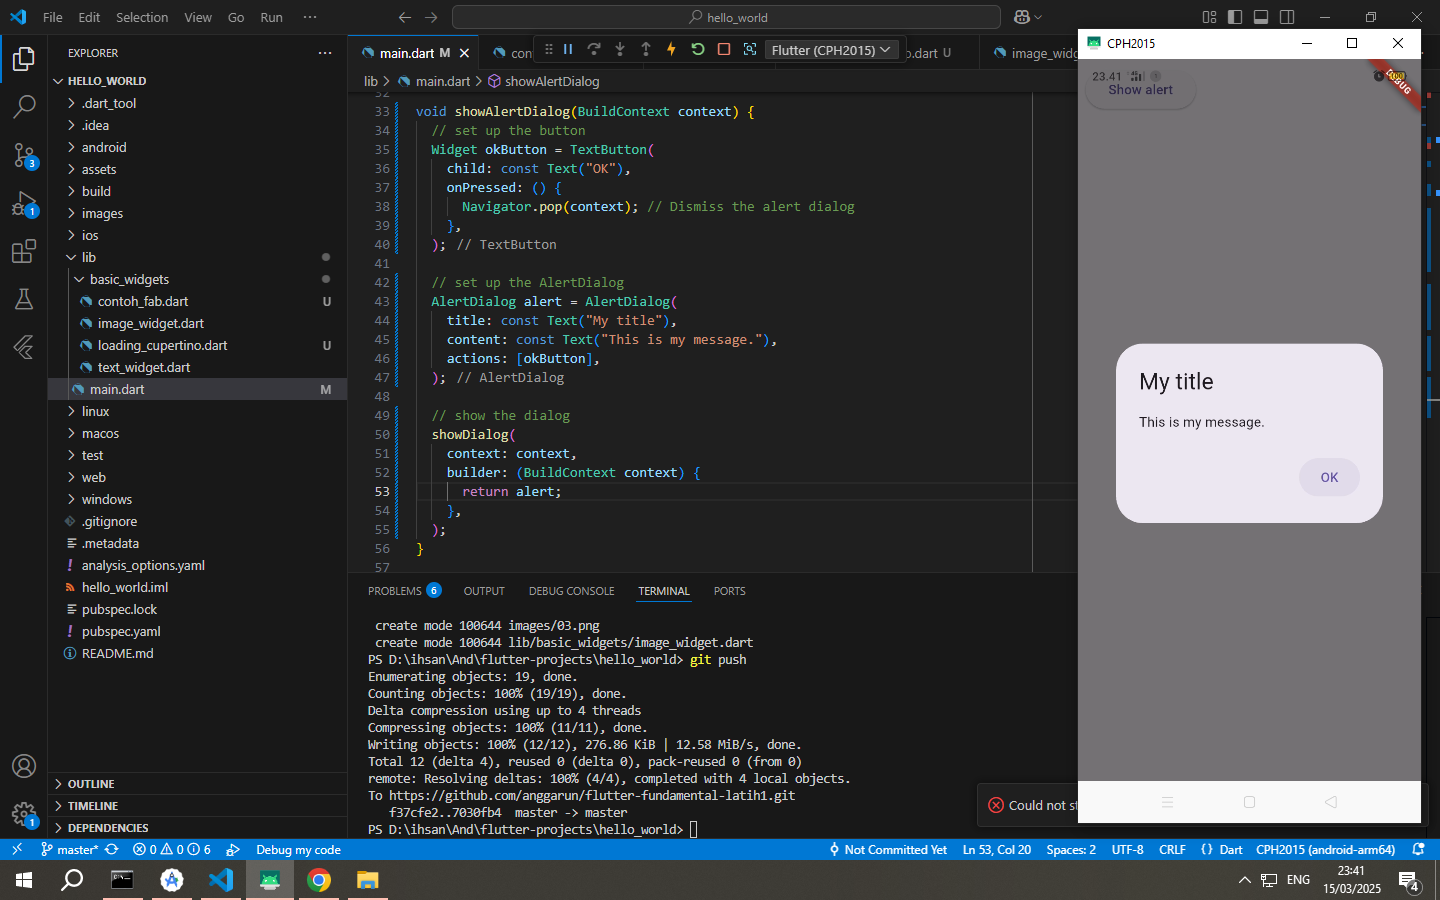 File Edit Selection View Go Run ···
hello_world
main.dart M
con
Flutter (CPH2015)
o.dart U
image_widg
CPH2015
EXPLORER
HELLO_WORLD
.dart_tool
.idea
android
assets
build
images
ios
lib
basic_widgets
contoh_fab.dart U
image_widget.dart
loading_cupertino.dart U
text_widget.dart
main.dart M
linux
macos
test
web
windows
.gitignore
.metadata
analysis_options.yaml
hello_world.iml
pubspec.lock
pubspec.yaml
README.md
OUTLINE
TIMELINE
DEPENDENCIES
3
1
1
lib > main.dart > showAlertDialog
32
33 void showAlertDialog(BuildContext context) {
34 // set up the button
35 Widget okButton = TextButton(
36 child: const Text("OK"),
37 onPressed: () {
38 Navigator.pop(context); // Dismiss the alert dialog
39 },
40 ); // TextButton
41
42 // set up the AlertDialog
43 AlertDialog alert = AlertDialog(
44 title: const Text("My title"),
45 content: const Text("This is my message."),
46 actions: [okButton],
47 ); // AlertDialog
48
49 // show the dialog
50 showDialog(
51 context: context,
52 builder: (BuildContext context) {
53 return alert;
54 },
55 );
56 }
57
PROBLEMS 6 OUTPUT DEBUG CONSOLE TERMINAL PORTS
create mode 100644 images/03.png
create mode 100644 lib/basic_widgets/image_widget.dart
PS D:\ihsan\And\flutter-projects\hello_world> git push
Enumerating objects: 19, done.
Counting objects: 100% (19/19), done.
Delta compression using up to 4 threads
Compressing objects: 100% (11/11), done.
Writing objects: 100% (12/12), 276.86 KiB | 12.58 MiB/s, done.
Total 12 (delta 4), reused 0 (delta 0), pack-reused 0 (from 0)
remote: Resolving deltas: 100% (4/4), completed with 4 local objects.
To https://github.com/anggarun/flutter-fundamental-latih1.git
f37cfe2..7030fb4 master -> master
PS D:\ihsan\And\flutter-projects\hello_world>
23.41
Show alert
DEBUG
My title
This is my message.
OK
Could not st
master* 0 0 6 Debug my code
Not Committed Yet Ln 53, Col 20 Spaces: 2 UTF-8 CRLF {} Dart CPH2015 (android-arm64)
ENG
23:41
15/03/2025
4